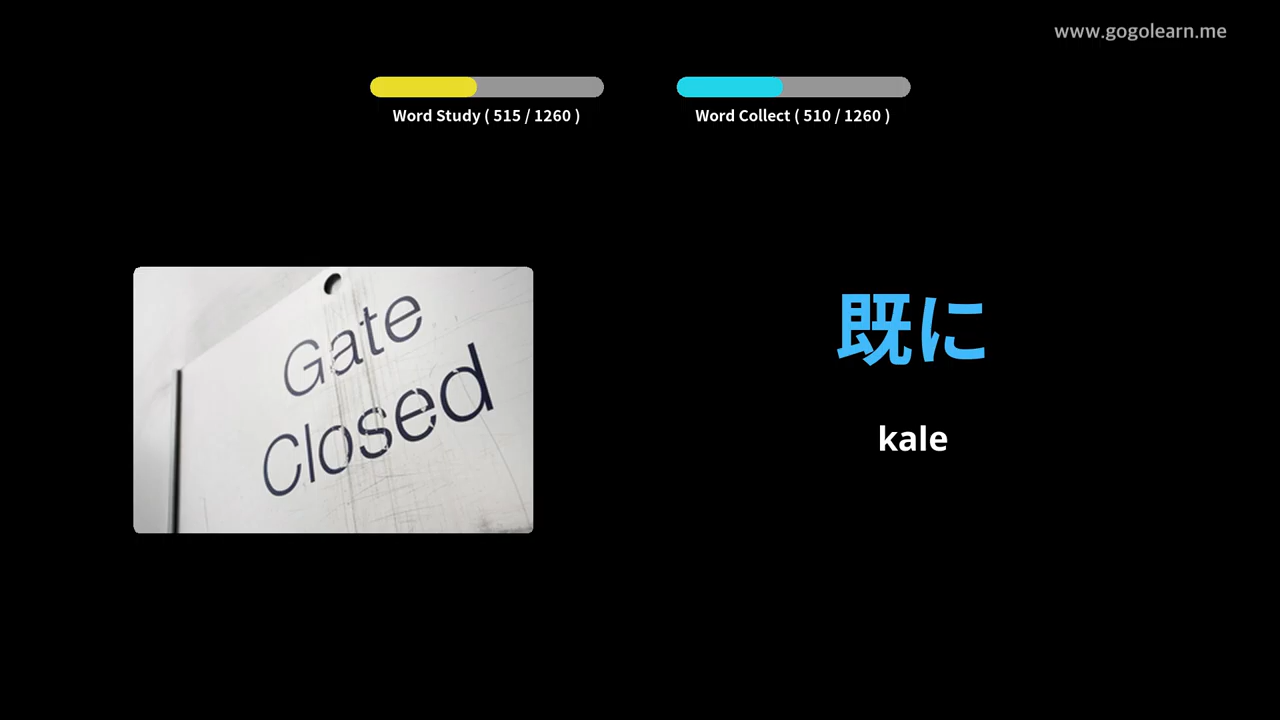 www.gogolearn.me
Word Study ( 515 / 1260 )
Word Collect ( 510 / 1260 )
Gate
Closed
既に
kale